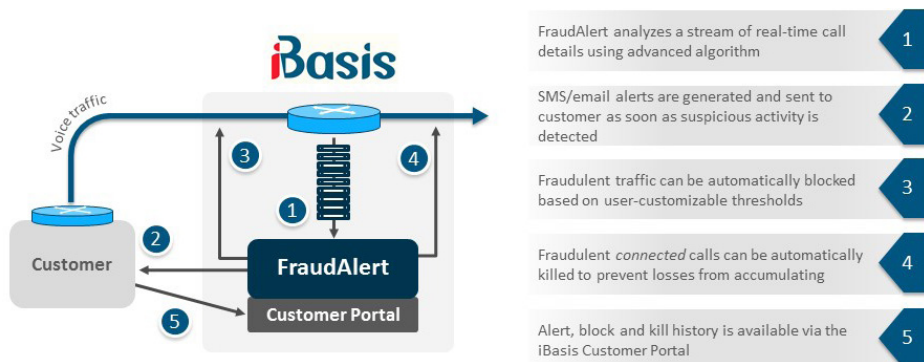 iBasis
Voice traffic
3
4
1
2
Customer
FraudAlert
Customer Portal
5
FraudAlert analyzes a stream of real-time call
details using advanced algorithm
1
SMS/email alerts are generated and sent to
customer as soon as suspicious activity is
detected
2
Fraudulent traffic can be automatically blocked
based on user-customizable thresholds
3
Fraudulent connected calls can be automatically
killed to prevent losses from accumulating
4
Alert, block and kill history is available via the
iBasis Customer Portal
5